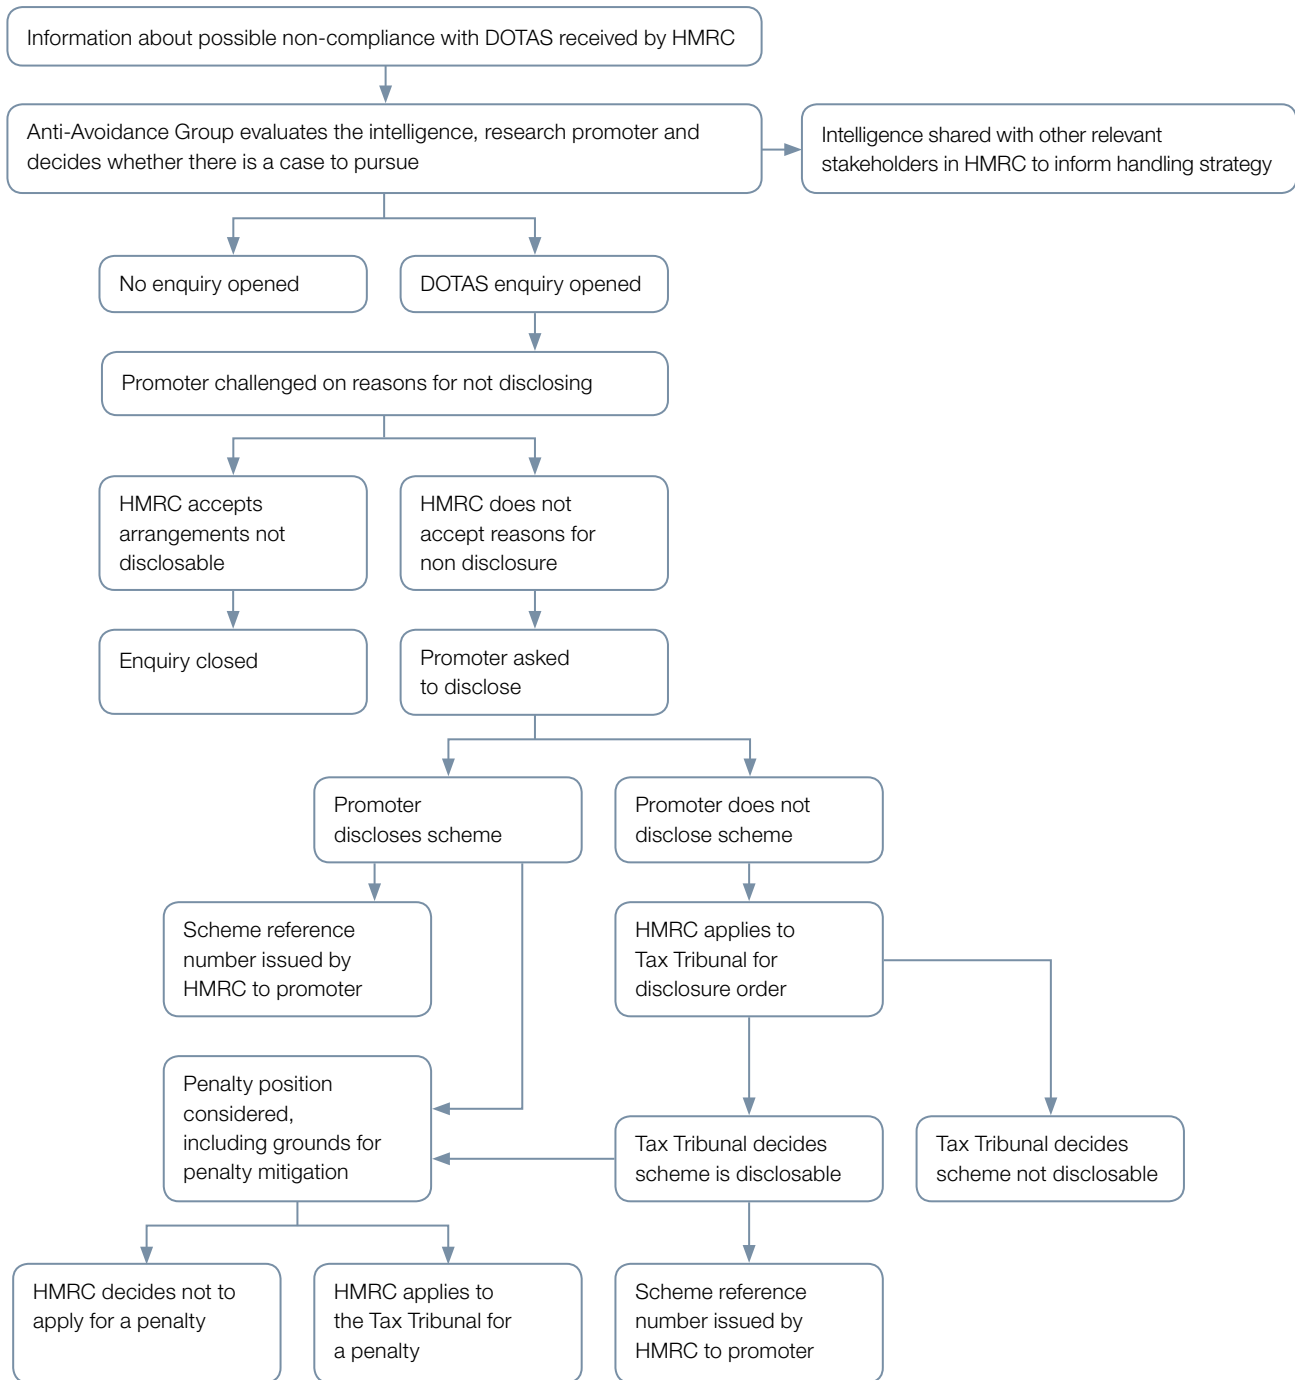 Information about possible non-compliance with DOTAS received by HMRC
Anti-Avoidance Group evaluates the intelligence, research promoter and
decides whether there is a case to pursue
Intelligence shared with other relevant
stakeholders in HMRC to inform handling strategy
No enquiry opened
DOTAS enquiry opened
Promoter challenged on reasons for not disclosing
HMRC accepts
arrangements not
disclosable
HMRC does not
accept reasons for
non disclosure
Enquiry closed
Promoter asked
to disclose
Promoter
discloses scheme
Promoter does not
disclose scheme
Scheme reference
number issued by
HMRC to promoter
HMRC applies to
Tax Tribunal for
disclosure order
Penalty position
considered,
including grounds for
penalty mitigation
Tax Tribunal decides
scheme is disclosable
Tax Tribunal decides
scheme not disclosable
HMRC decides not to
apply for a penalty
HMRC applies to
the Tax Tribunal for
a penalty
Scheme reference
number issued by
HMRC to promoter